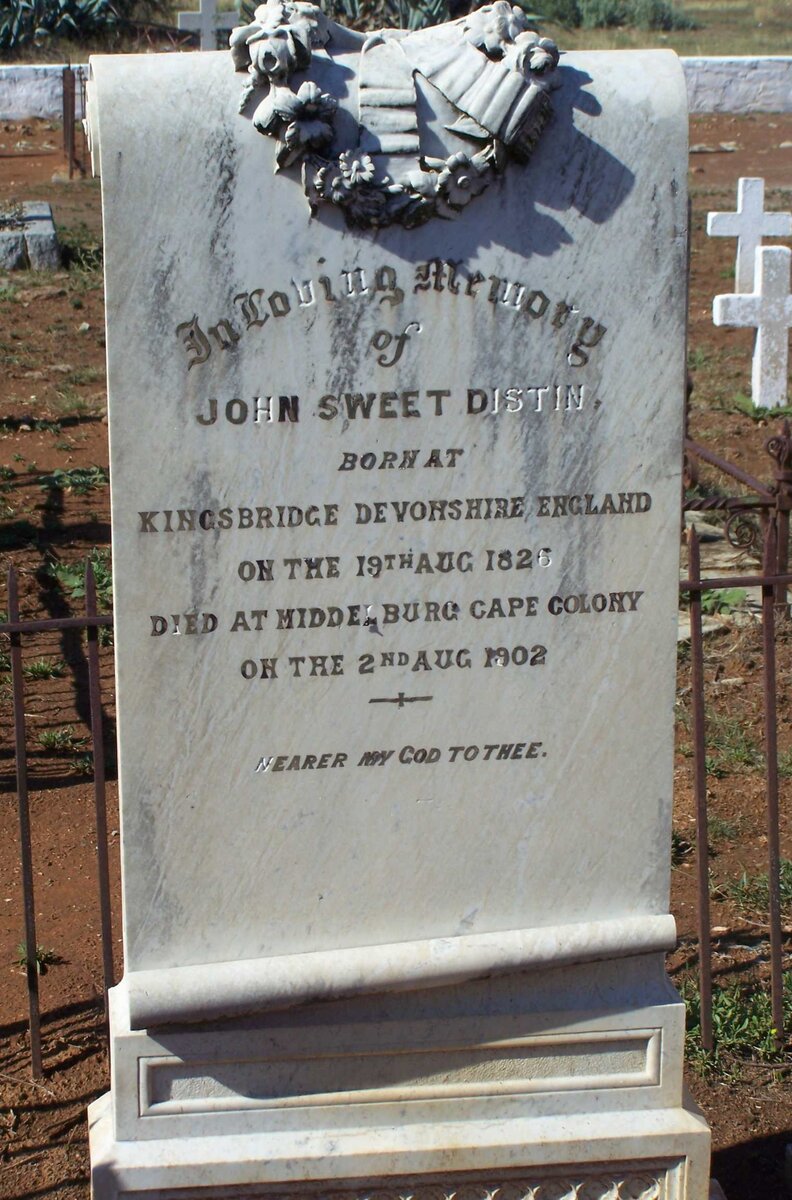 In Loving Memory
of
JOHN SWEET DISTIN.
BORN AT
KINGSBRIDGE DEVONSHIRE ENGLAND
ON THE 19TH AUG 1826
DIED AT MIDDELBURG CAPE COLONY
ON THE 2ND AUG 1902
NEARER MY GOD TO THEE.